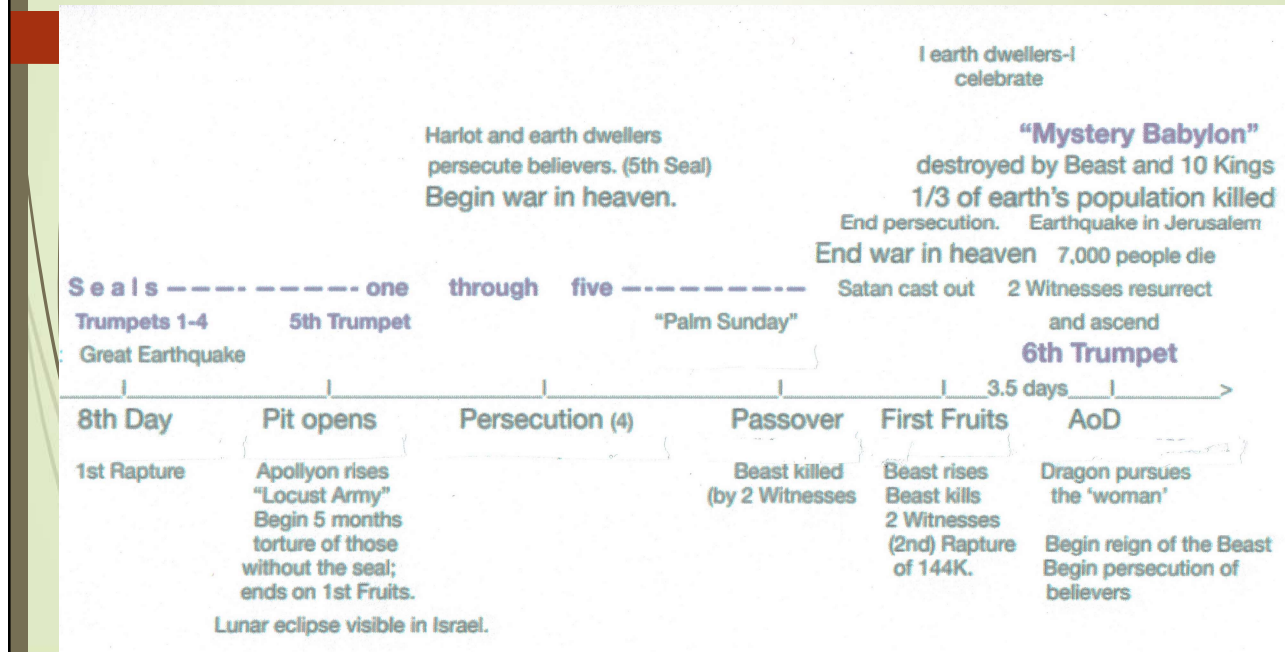 I earth dwellers-I
celebrate
Harlot and earth dwellers
persecute believers. (5th Seal)
Begin war in heaven.
"Mystery Babylon"
destroyed by Beast and 10 Kings
1/3 of earth's population killed
End persecution. Earthquake in Jerusalem
End war in heaven 7,000 people die
Seals ———- ————- one through five —-—————-—
Satan cast out 2 Witnesses resurrect
and ascend
Trumpets 1-4 5th Trumpet "Palm Sunday"
6th Trumpet
: Great Earthquake
3.5 days
8th Day Pit opens Persecution (4) Passover First Fruits AoD
1st Rapture
Apollyon rises
"Locust Army"
Begin 5 months
torture of those
without the seal;
ends on 1st Fruits.
Lunar eclipse visible in Israel.
Beast killed
(by 2 Witnesses
Beast rises
Beast kills
2 Witnesses
(2nd) Rapture
of 144K.
Dragon pursues
the 'woman'
Begin reign of the Beast
Begin persecution of
believers